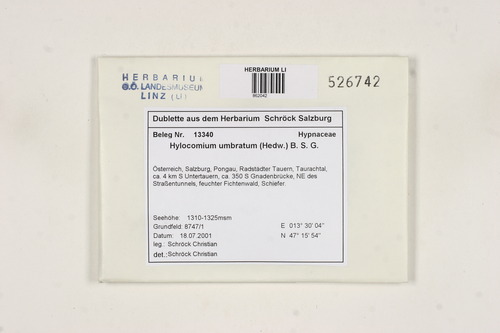 HERBARIUM
O.Ö. LANDESMUSEUM
LINZ (LI)
HERBARIUM LI
862042
526742
Dublette aus dem Herbarium Schröck Salzburg
Beleg Nr. 13340 Hypnaceae
Hylocomium umbratum (Hedw.) B. S. G.
Österreich, Salzburg, Pongau, Radstädter Tauern, Taurachtal,
ca. 4 km S Untertauern, ca. 350 S Gnadenbrücke, NE des
Straßentunnels, feuchter Fichtenwald, Schiefer
Seehöhe: 1310-1325msm
Grundfeld: 8747/1 E 013° 30' 04''
Datum: 18.07.2001 N 47° 15' 54''
leg.: Schröck Christian
det.: Schröck Christian